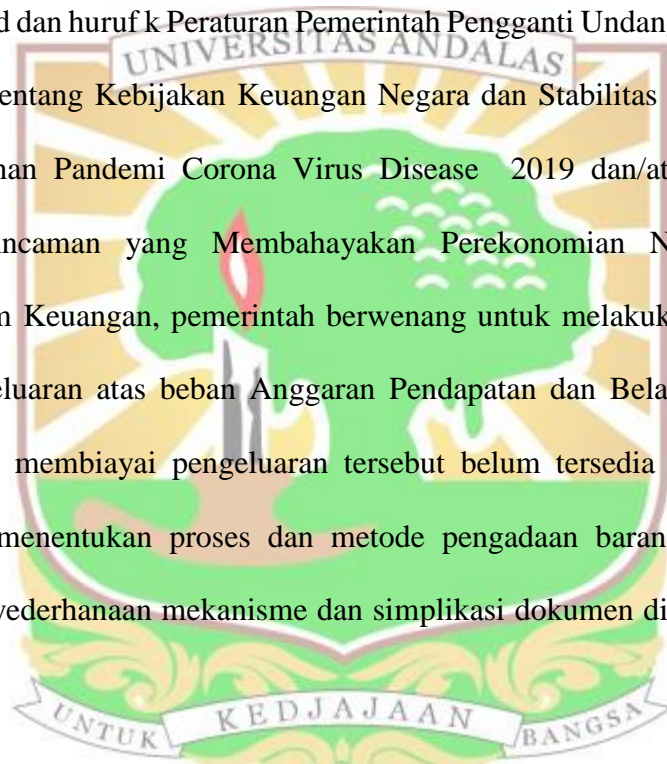 d dan huruf k Peraturan Pemerintah Pengganti Undan
UNIVERSITAS ANDALAS
entang Kebijakan Keuangan Negara dan Stabilitas
nan Pandemi Corona Virus Disease 2019 dan/at
ncaman yang Membahayakan Perekonomian N
m Keuangan, pemerintah berwenang untuk melakuk
eluaran atas beban Anggaran Pendapatan dan Bela
membiayai pengeluaran tersebut belum tersedia
menentukan proses dan metode pengadaan baran
yederhanaan mekanisme dan simplikasi dokumen di
UNTUK KEDJAJAAN BANGSA